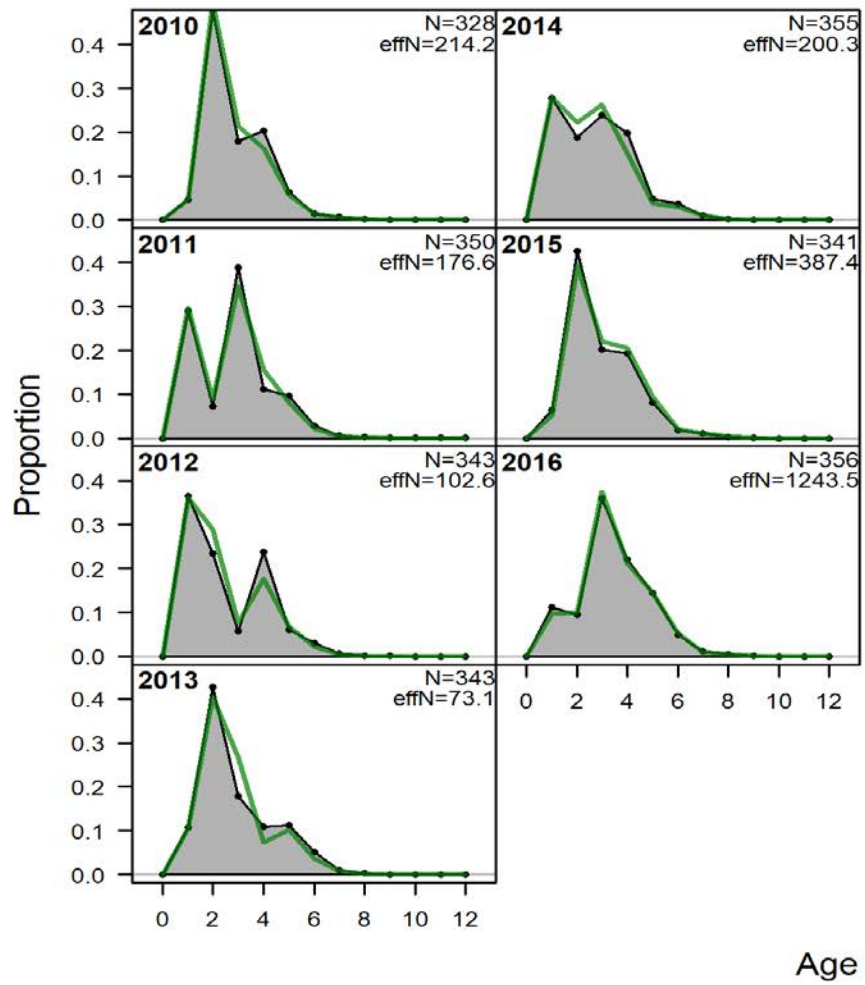 Proportion
2010
N=328
effN=214.2
0.4
0.3
0.2
0.1
0.0
2014
N=355
effN=200.3
2011
N=350
effN=176.6
0.4
0.3
0.2
0.1
0.0
2015
N=341
effN=387.4
2012
N=343
effN=102.6
0.4
0.3
0.2
0.1
0.0
2016
N=356
effN=1243.5
0 2 4 6 8 10 12
2013
N=343
effN=73.1
0.4
0.3
0.2
0.1
0.0
0 2 4 6 8 10 12
Age